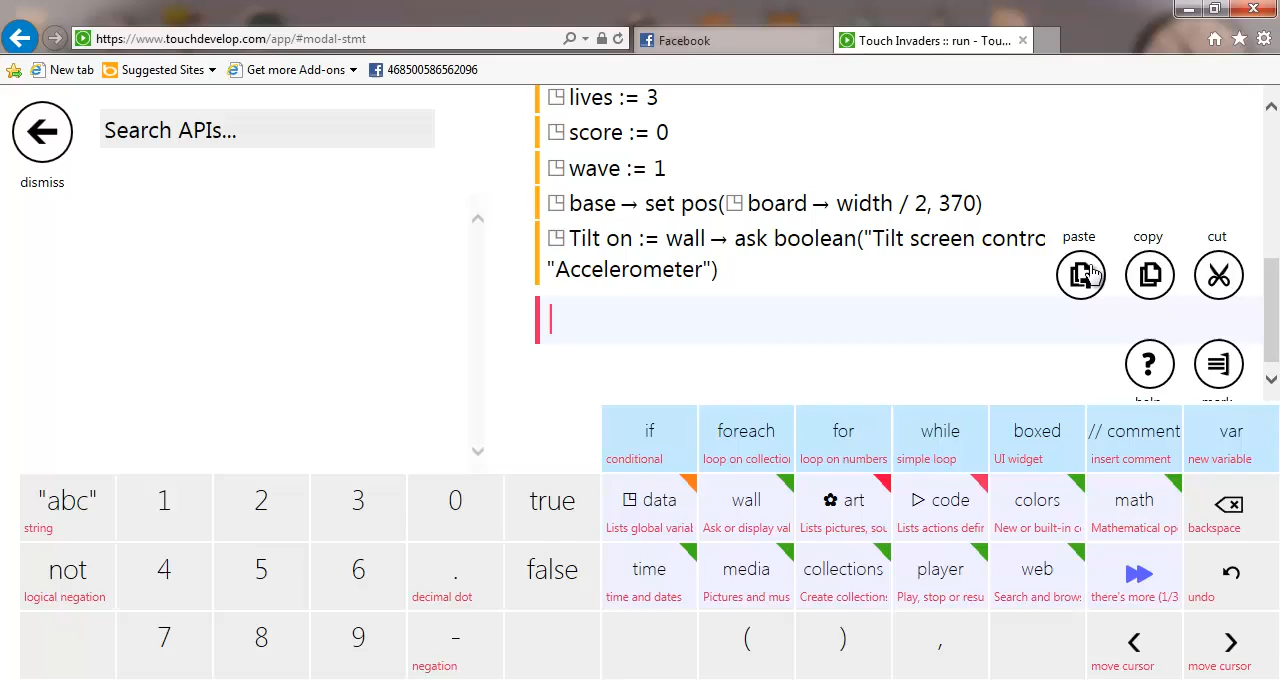 https://www.touchdevelop.com/app/#modal-stmt
Facebook
Touch Invaders :: run - Tou...
New tab
Suggested Sites
Get more Add-ons
468500586562096
dismiss
Search APIs...
lives := 3
score := 0
wave := 1
base → set pos(board → width / 2, 370)
Tilt on := wall → ask boolean("Tilt screen contro
"Accelerometer")
paste
copy
cut
?
if
conditional
foreach
loop on collection
for
loop on numbers
while
simple loop
boxed
UI widget
// comment
insert comment
var
new variable
"abc"
string
1
2
3
0
true
data
Lists global variab
wall
Ask or display val
art
Lists pictures, sou
code
Lists actions defin
colors
New or built-in c
math
Mathematical op
backspace
not
logical negation
4
5
6
.
decimal dot
false
time
time and dates
media
Pictures and mus
collections
Create collections
player
Play, stop or resu
web
Search and brows
there's more (1/3
undo
7
8
9
-
negation
(
)
,
move cursor
move cursor